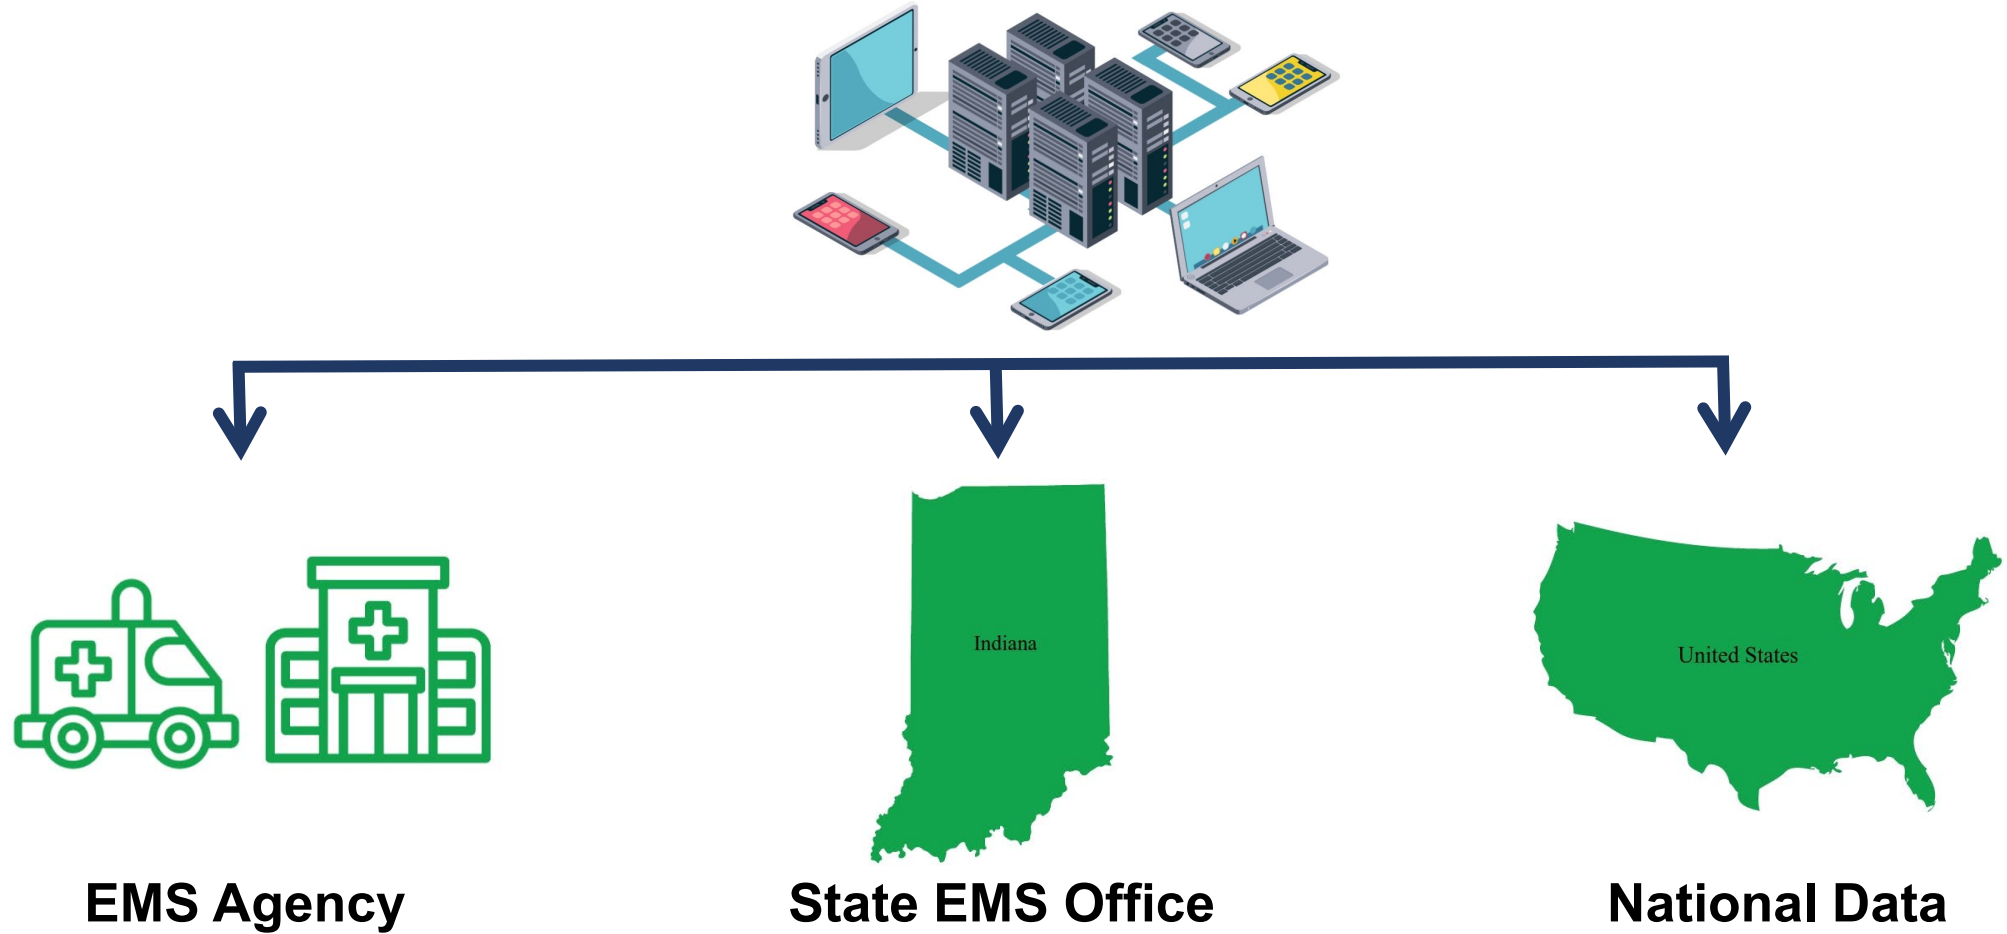 Indiana
United States
EMS Agency
State EMS Office
National Data